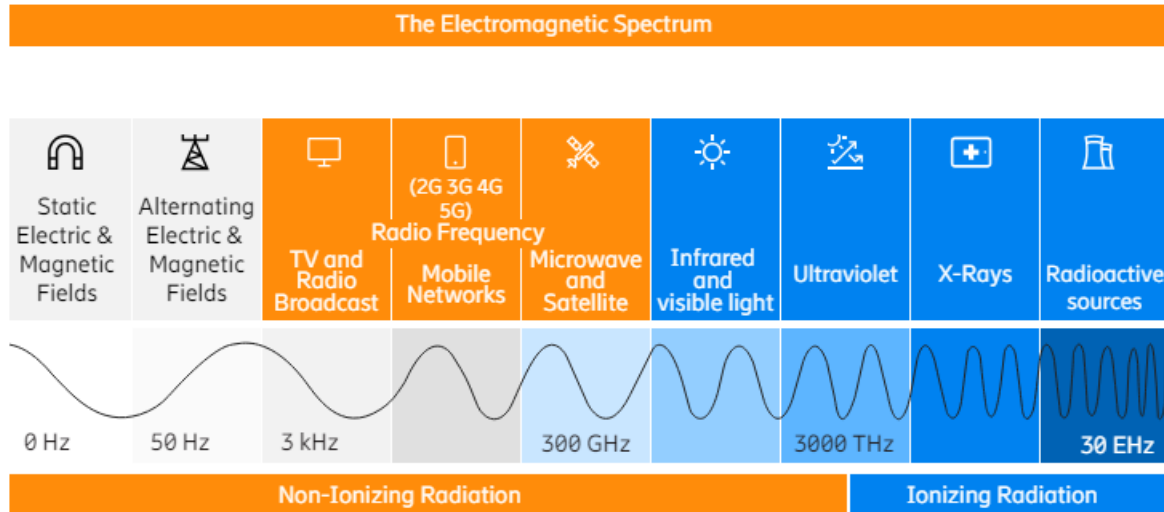 The Electromagnetic Spectrum
Static
Electric &
Magnetic
Fields
Alternating
Electric &
Magnetic
Fields
(2G 3G 4G
5G)
Radio Frequency
TV and
Radio
Broadcast
Mobile
Networks
Microwave
and
Satellite
Infrared
and
visible light
Ultraviolet
X-Rays
Radioactive
sources
0 Hz
50 Hz
3 kHz
300 GHz
3000 THz
30 EHz
Non-Ionizing Radiation
Ionizing Radiation